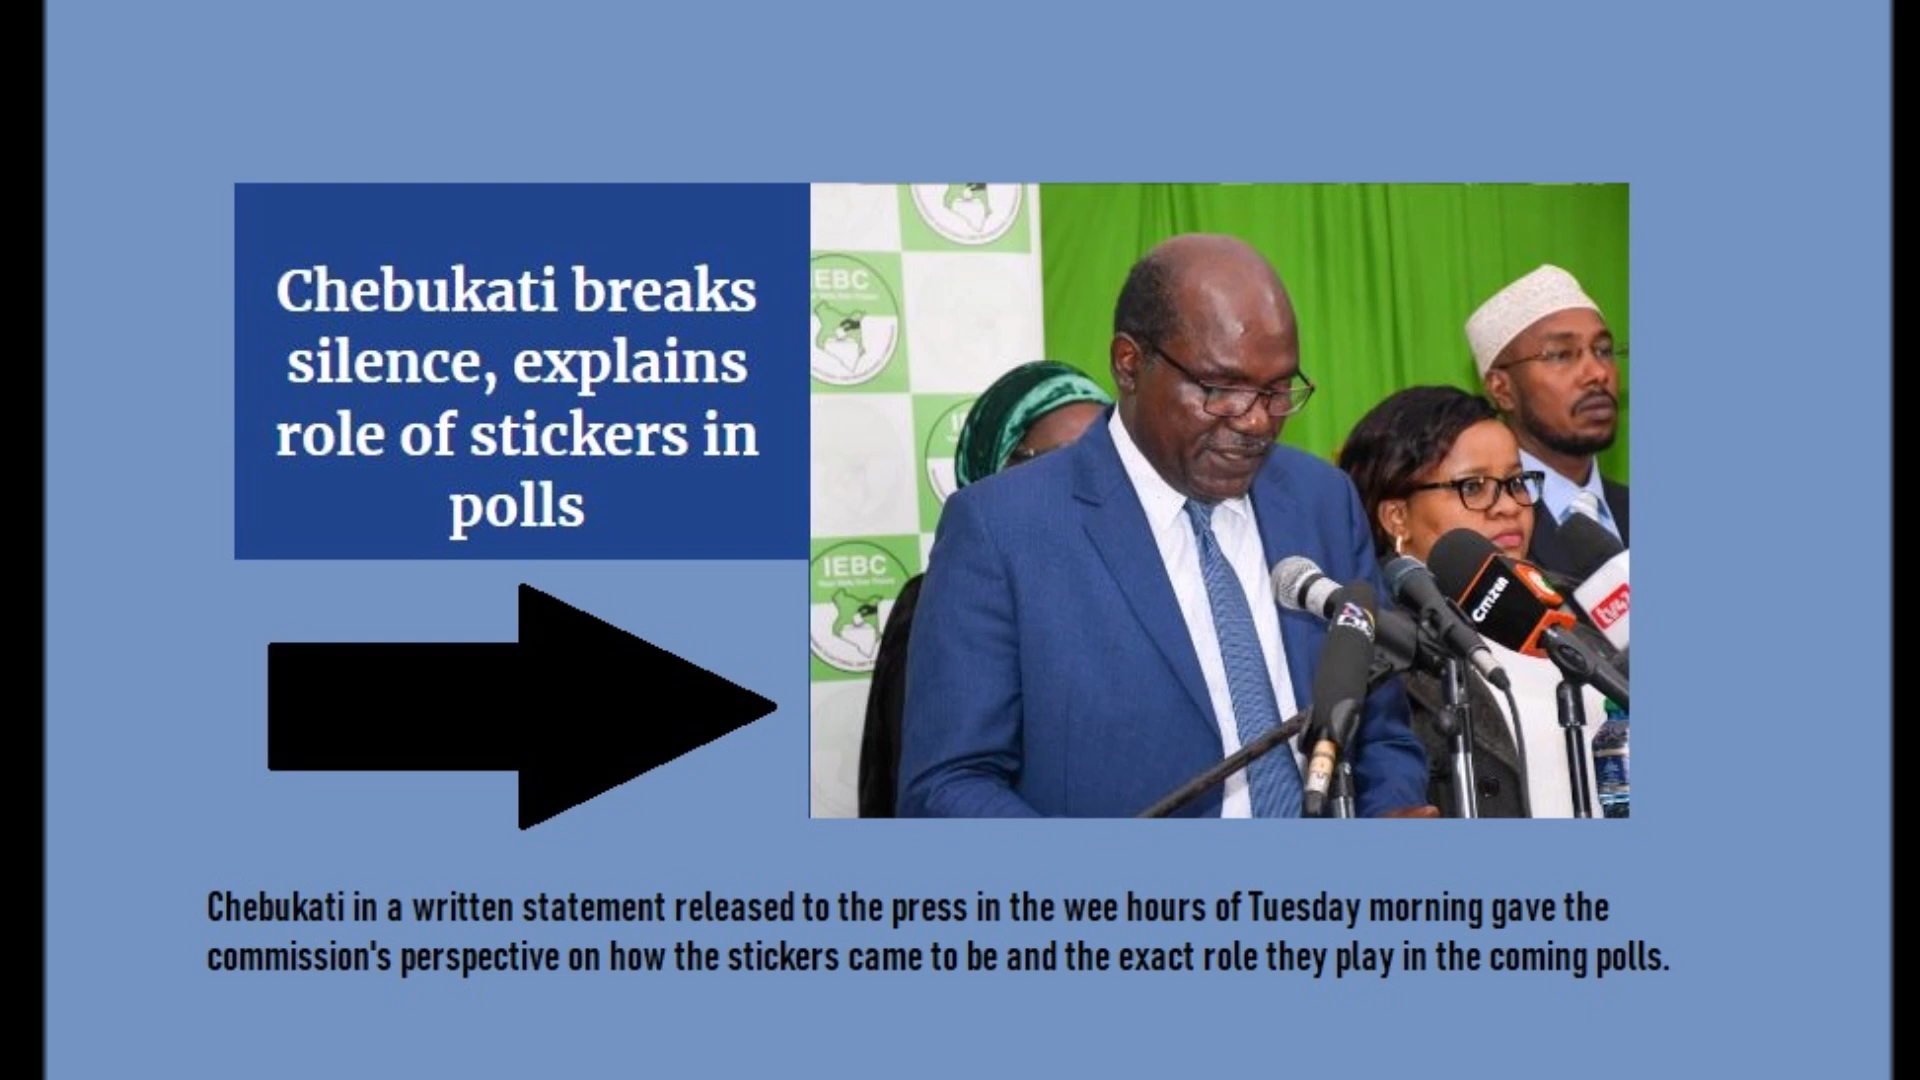 Chebukati breaks
silence, explains
role of stickers in
polls
IEBC
IEBC
Chebukati in a written statement released to the press in the wee hours of Tuesday morning gave the
commission's perspective on how the stickers came to be and the exact role they play in the coming polls.